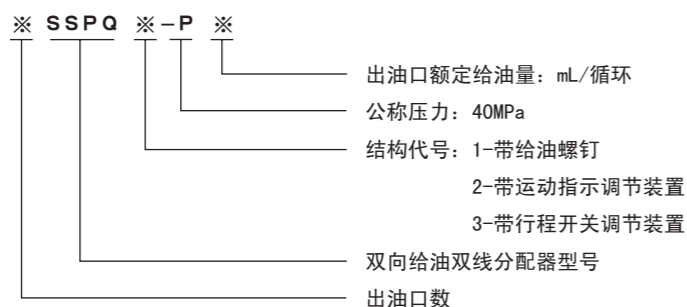 ※ SSPQ ※-P ※
出油口额定给油量：mL/循环
公称压力：40MPa
结构代号：1-带给油螺钉
2-带运动指示调节装置
3-带行程开关调节装置
双向给油双线分配器型号
出油口数